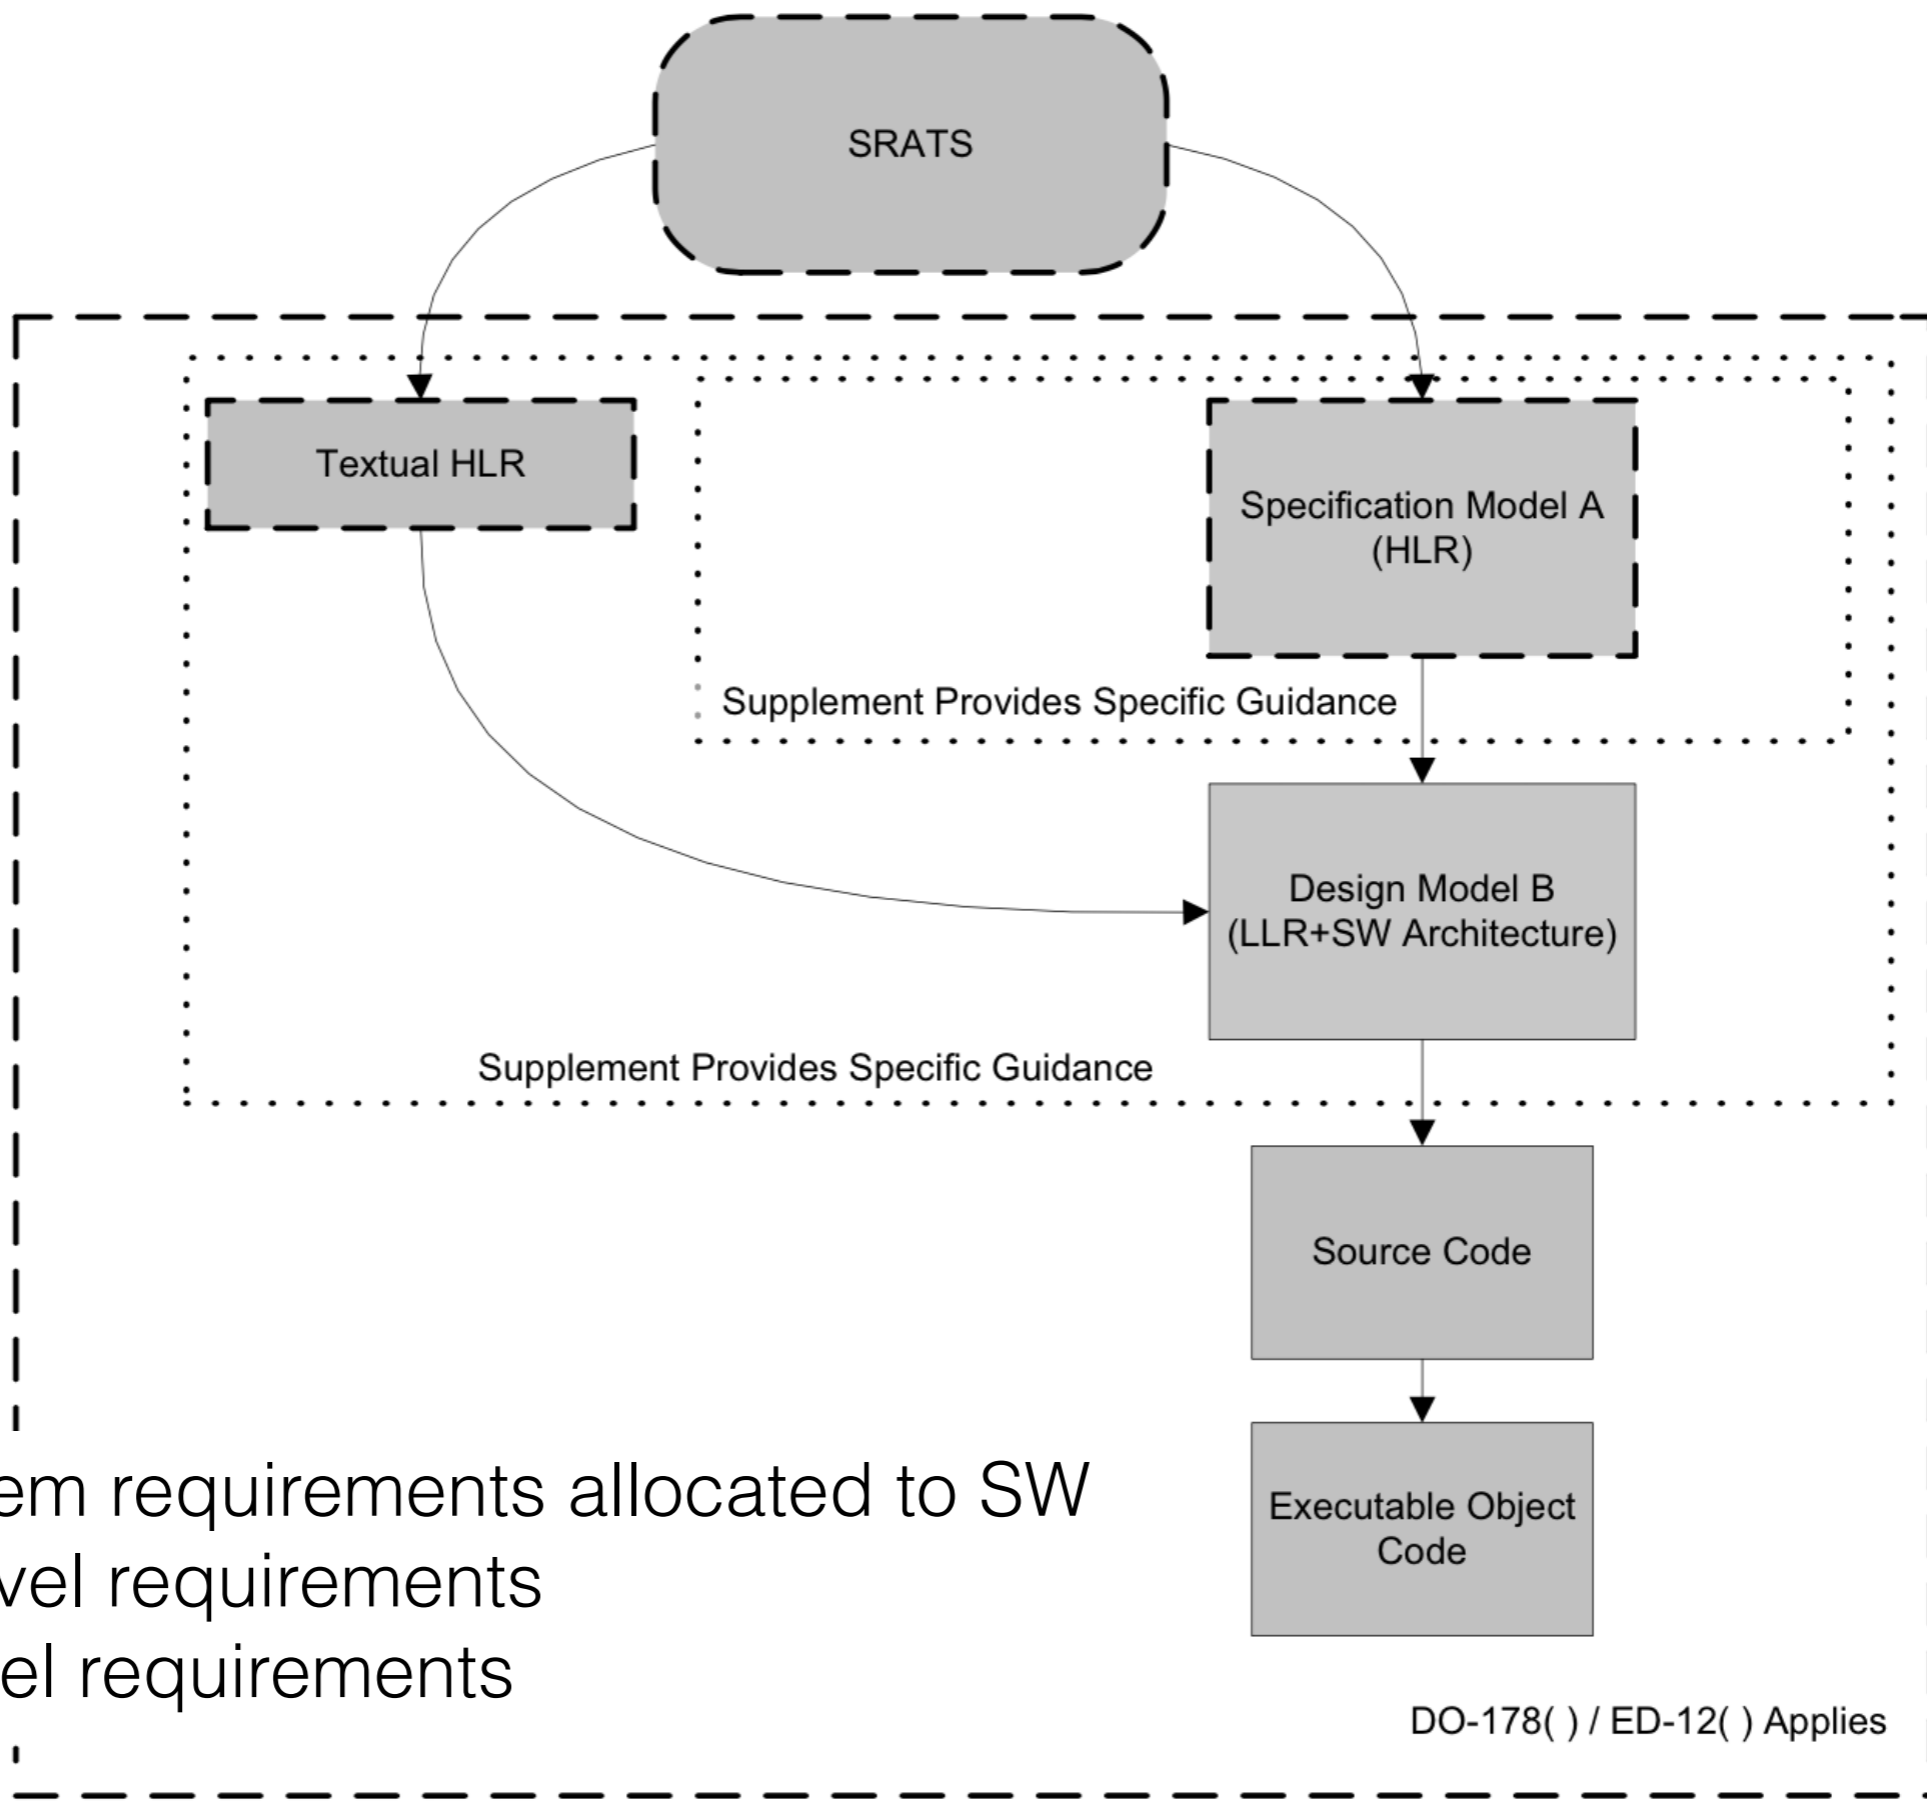 SRATS
Textual HLR
Specification Model A
(HLR)
Supplement Provides Specific Guidance
Design Model B
(LLR+SW Architecture)
Supplement Provides Specific Guidance
Source Code
Executable Object
Code
em requirements allocated to SW
vel requirements
el requirements
DO-178( ) / ED-12( ) Applies